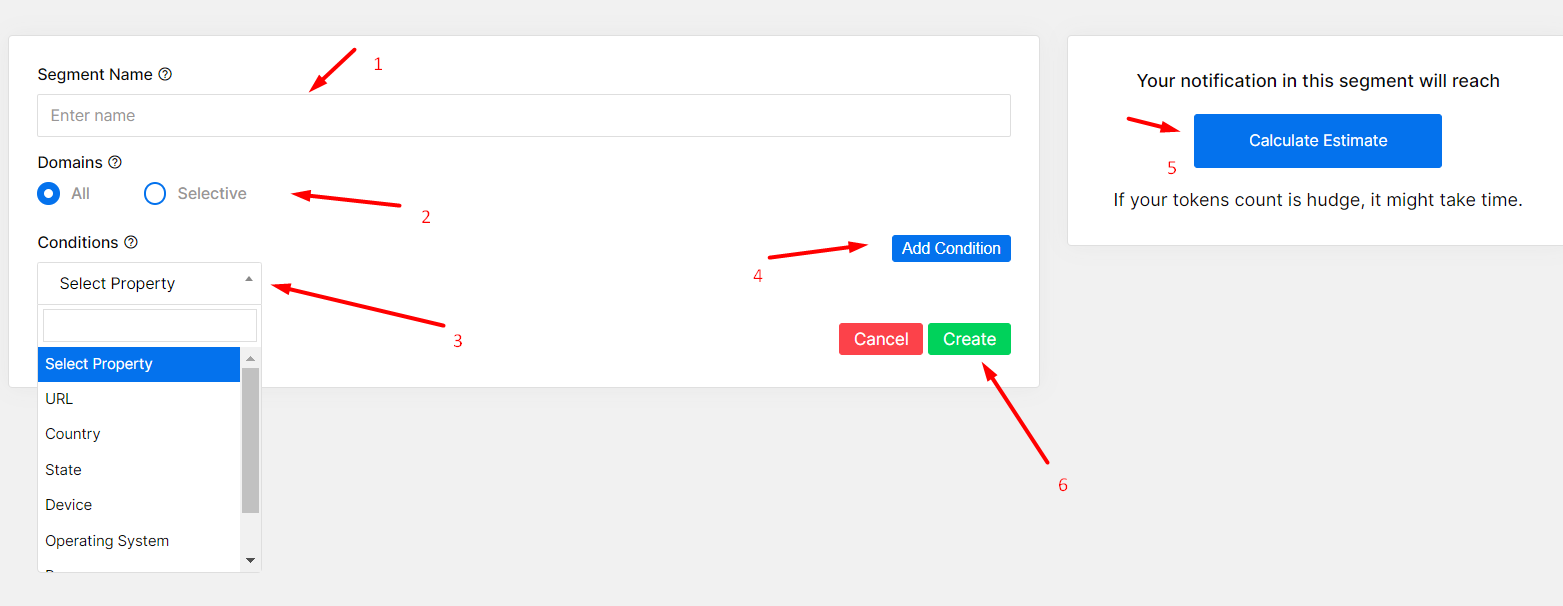 Segment Name
1
Enter name
Domains
All
Selective
2
Conditions
Add Condition
4
Select Property
3
Cancel
Create
6
Select Property
URL
Country
State
Device
Operating System
Your notification in this segment will reach
Calculate Estimate
5
If your tokens count is hudge, it might take time.